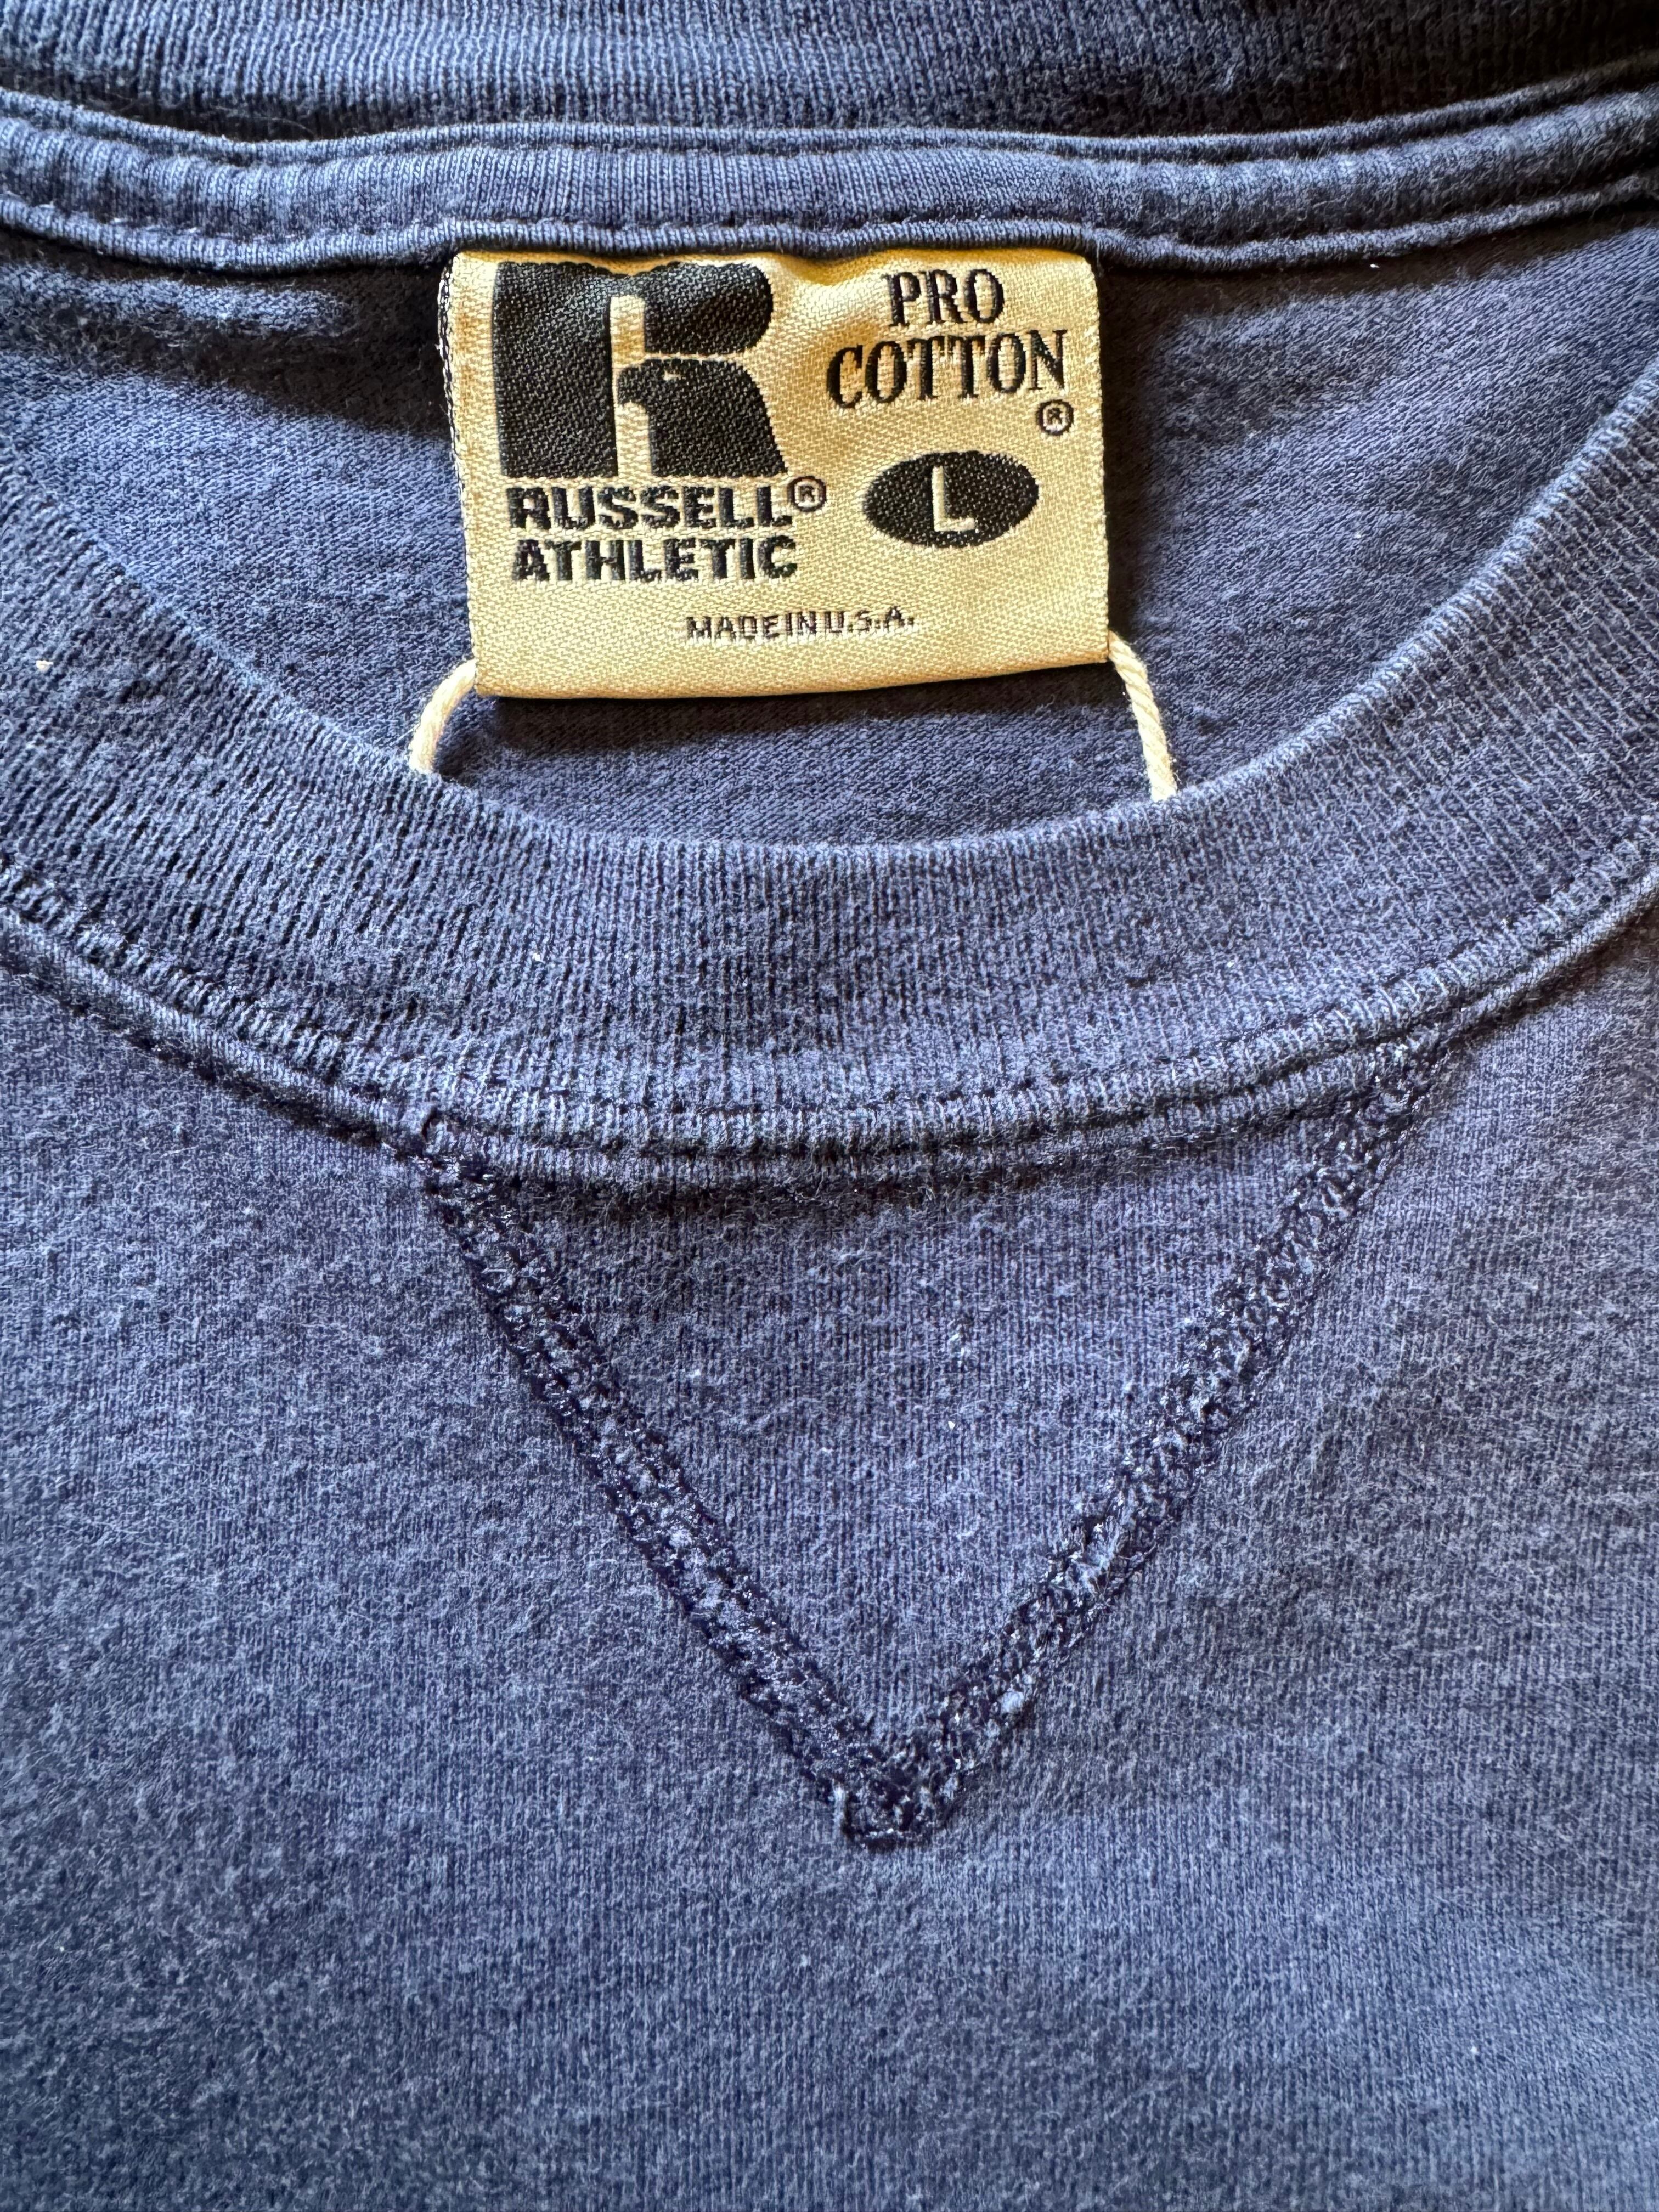 PRO
COTTON
®
RUSSELL®
ATHLETIC
L
MADE IN U.S.A.